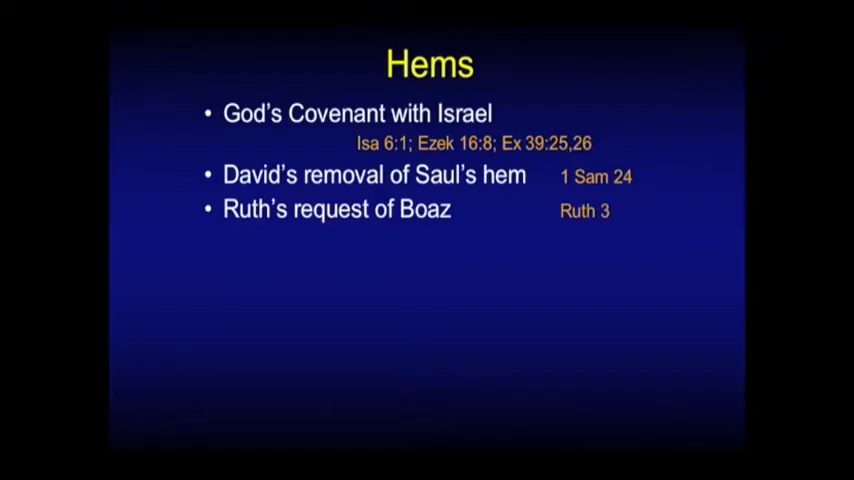 Hems
• God's Covenant with Israel
Isa 6:1; Ezek 16:8; Ex 39:25,26
• David's removal of Saul's hem 1 Sam 24
• Ruth's request of Boaz Ruth 3